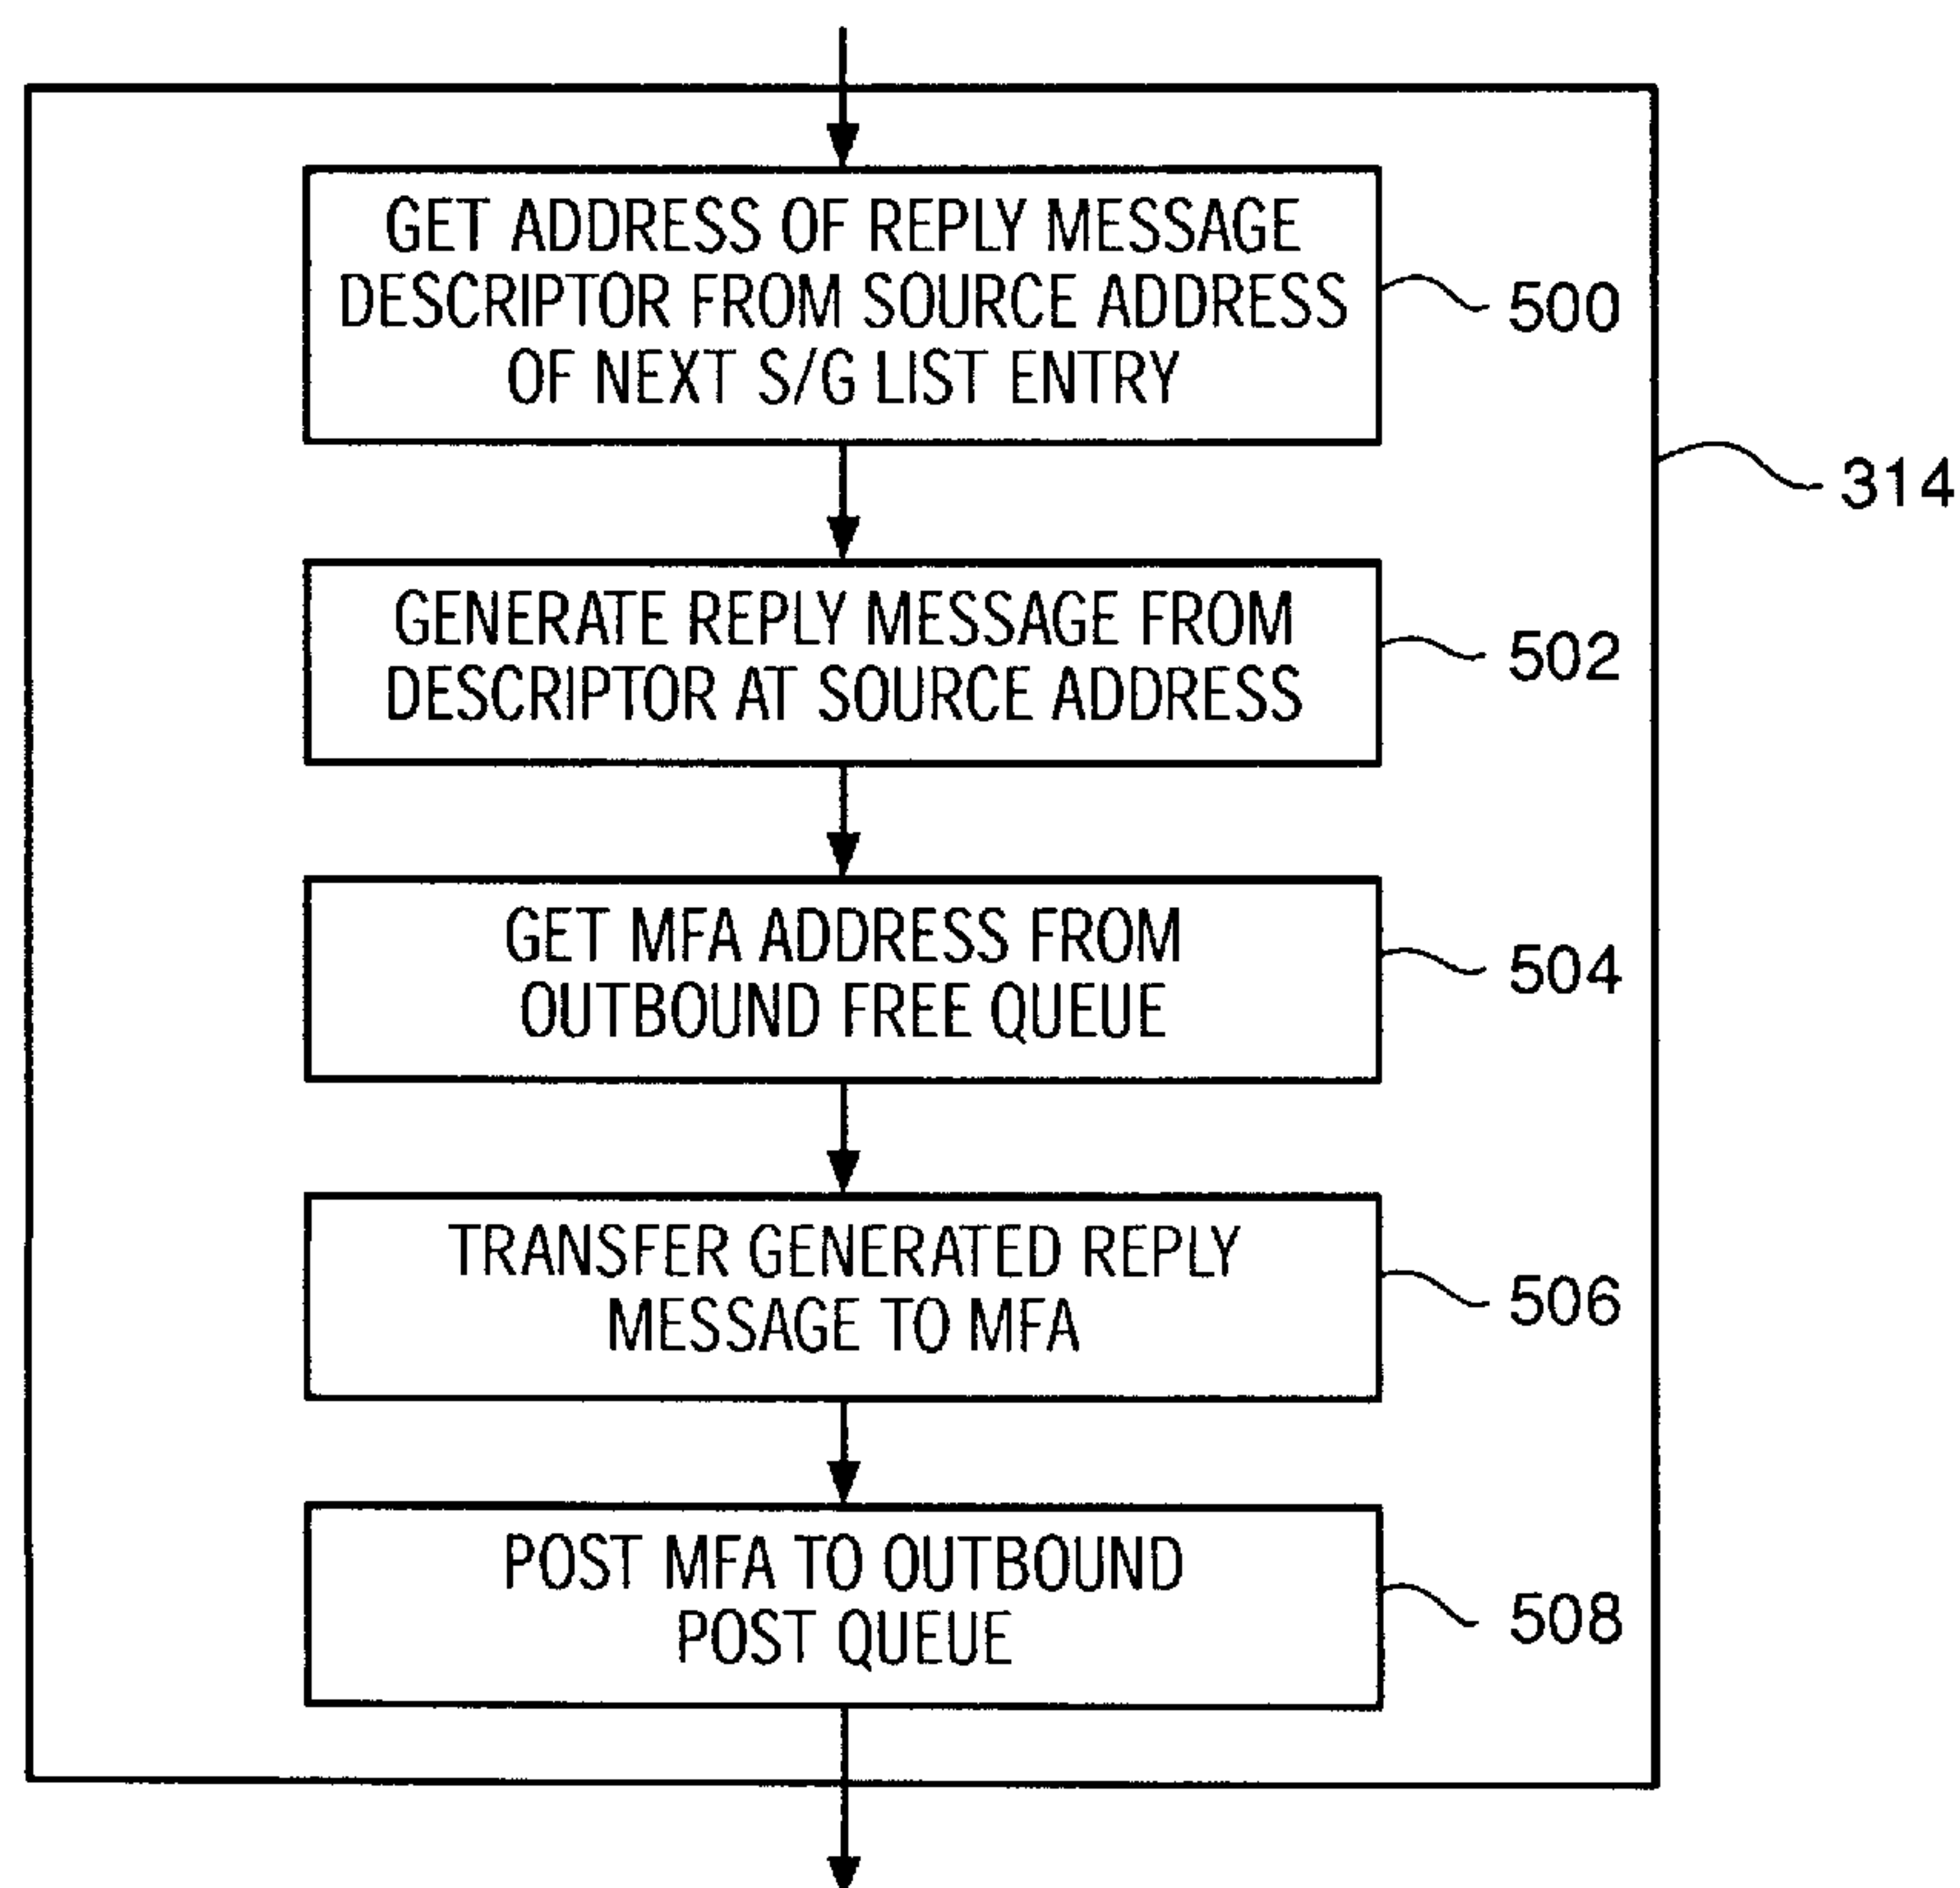 GET ADDRESS OF REPLY MESSAGE
DESCRIPTOR FROM SOURCE ADDRESS
OF NEXT S/G LIST ENTRY
500
314
GENERATE REPLY MESSAGE FROM
DESCRIPTOR AT SOURCE ADDRESS
502
GET MFA ADDRESS FROM
OUTBOUND FREE QUEUE
504
TRANSFER GENERATED REPLY
MESSAGE TO MFA
506
POST MFA TO OUTBOUND
POST QUEUE
508